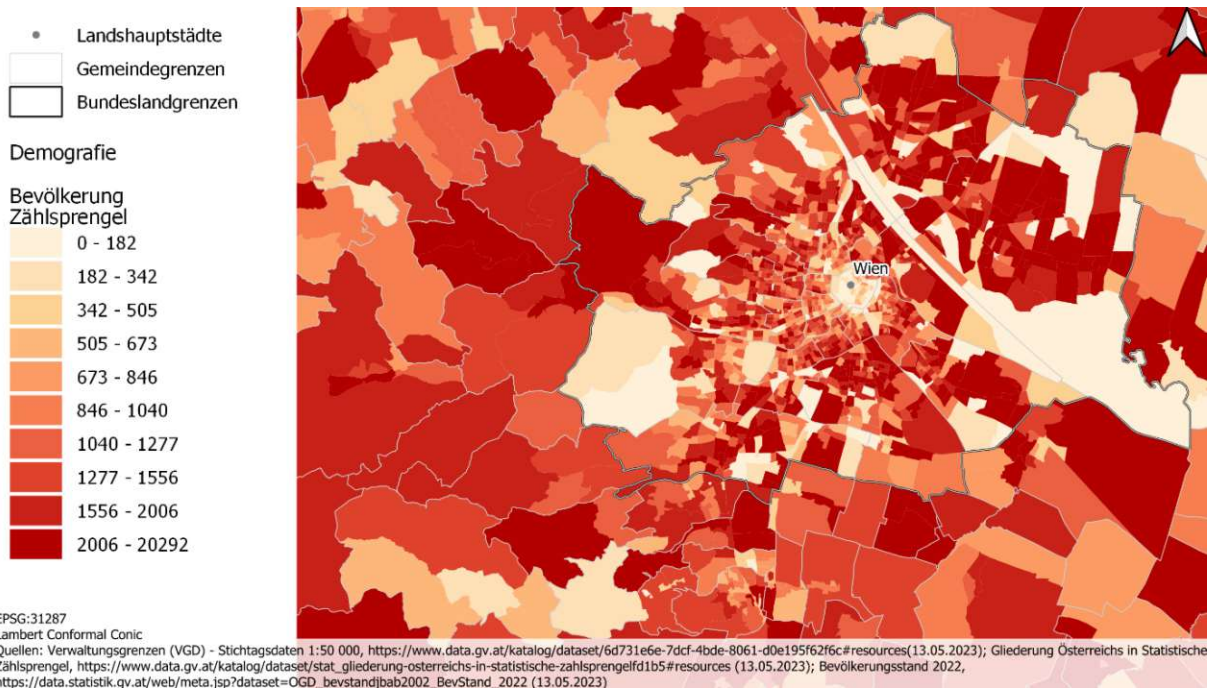 Landshauptstädte
Gemeindegrenzen
Bundeslandgrenzen
Demografie
Bevölkerung
Zählsprengel
0 - 182
182 - 342
342 - 505
505 - 673
673 - 846
846 - 1040
1040 - 1277
1277 - 1556
1556 - 2006
2006 - 20292
Wien
EPSG:31287
Lambert Conformal Conic
Quellen: Verwaltungsgrenzen (VGD) - Stichtagsdaten 1:50 000, https://www.data.gv.at/katalog/dataset/6d731e6e-7dcf-4bde-8061-d0e195f62f6c#resources(13.05.2023); Gliederung Österreichs in Statistische
Zählsprengel, https://www.data.gv.at/katalog/dataset/stat_gliederung-osterreichs-in-statistische-zahlsprengelfd1b5#resources (13.05.2023); Bevölkerungsstand 2022,
https://data.statistik.gv.at/web/meta.jsp?dataset=OGD_bevstandjbab2002_BevStand_2022 (13.05.2023)